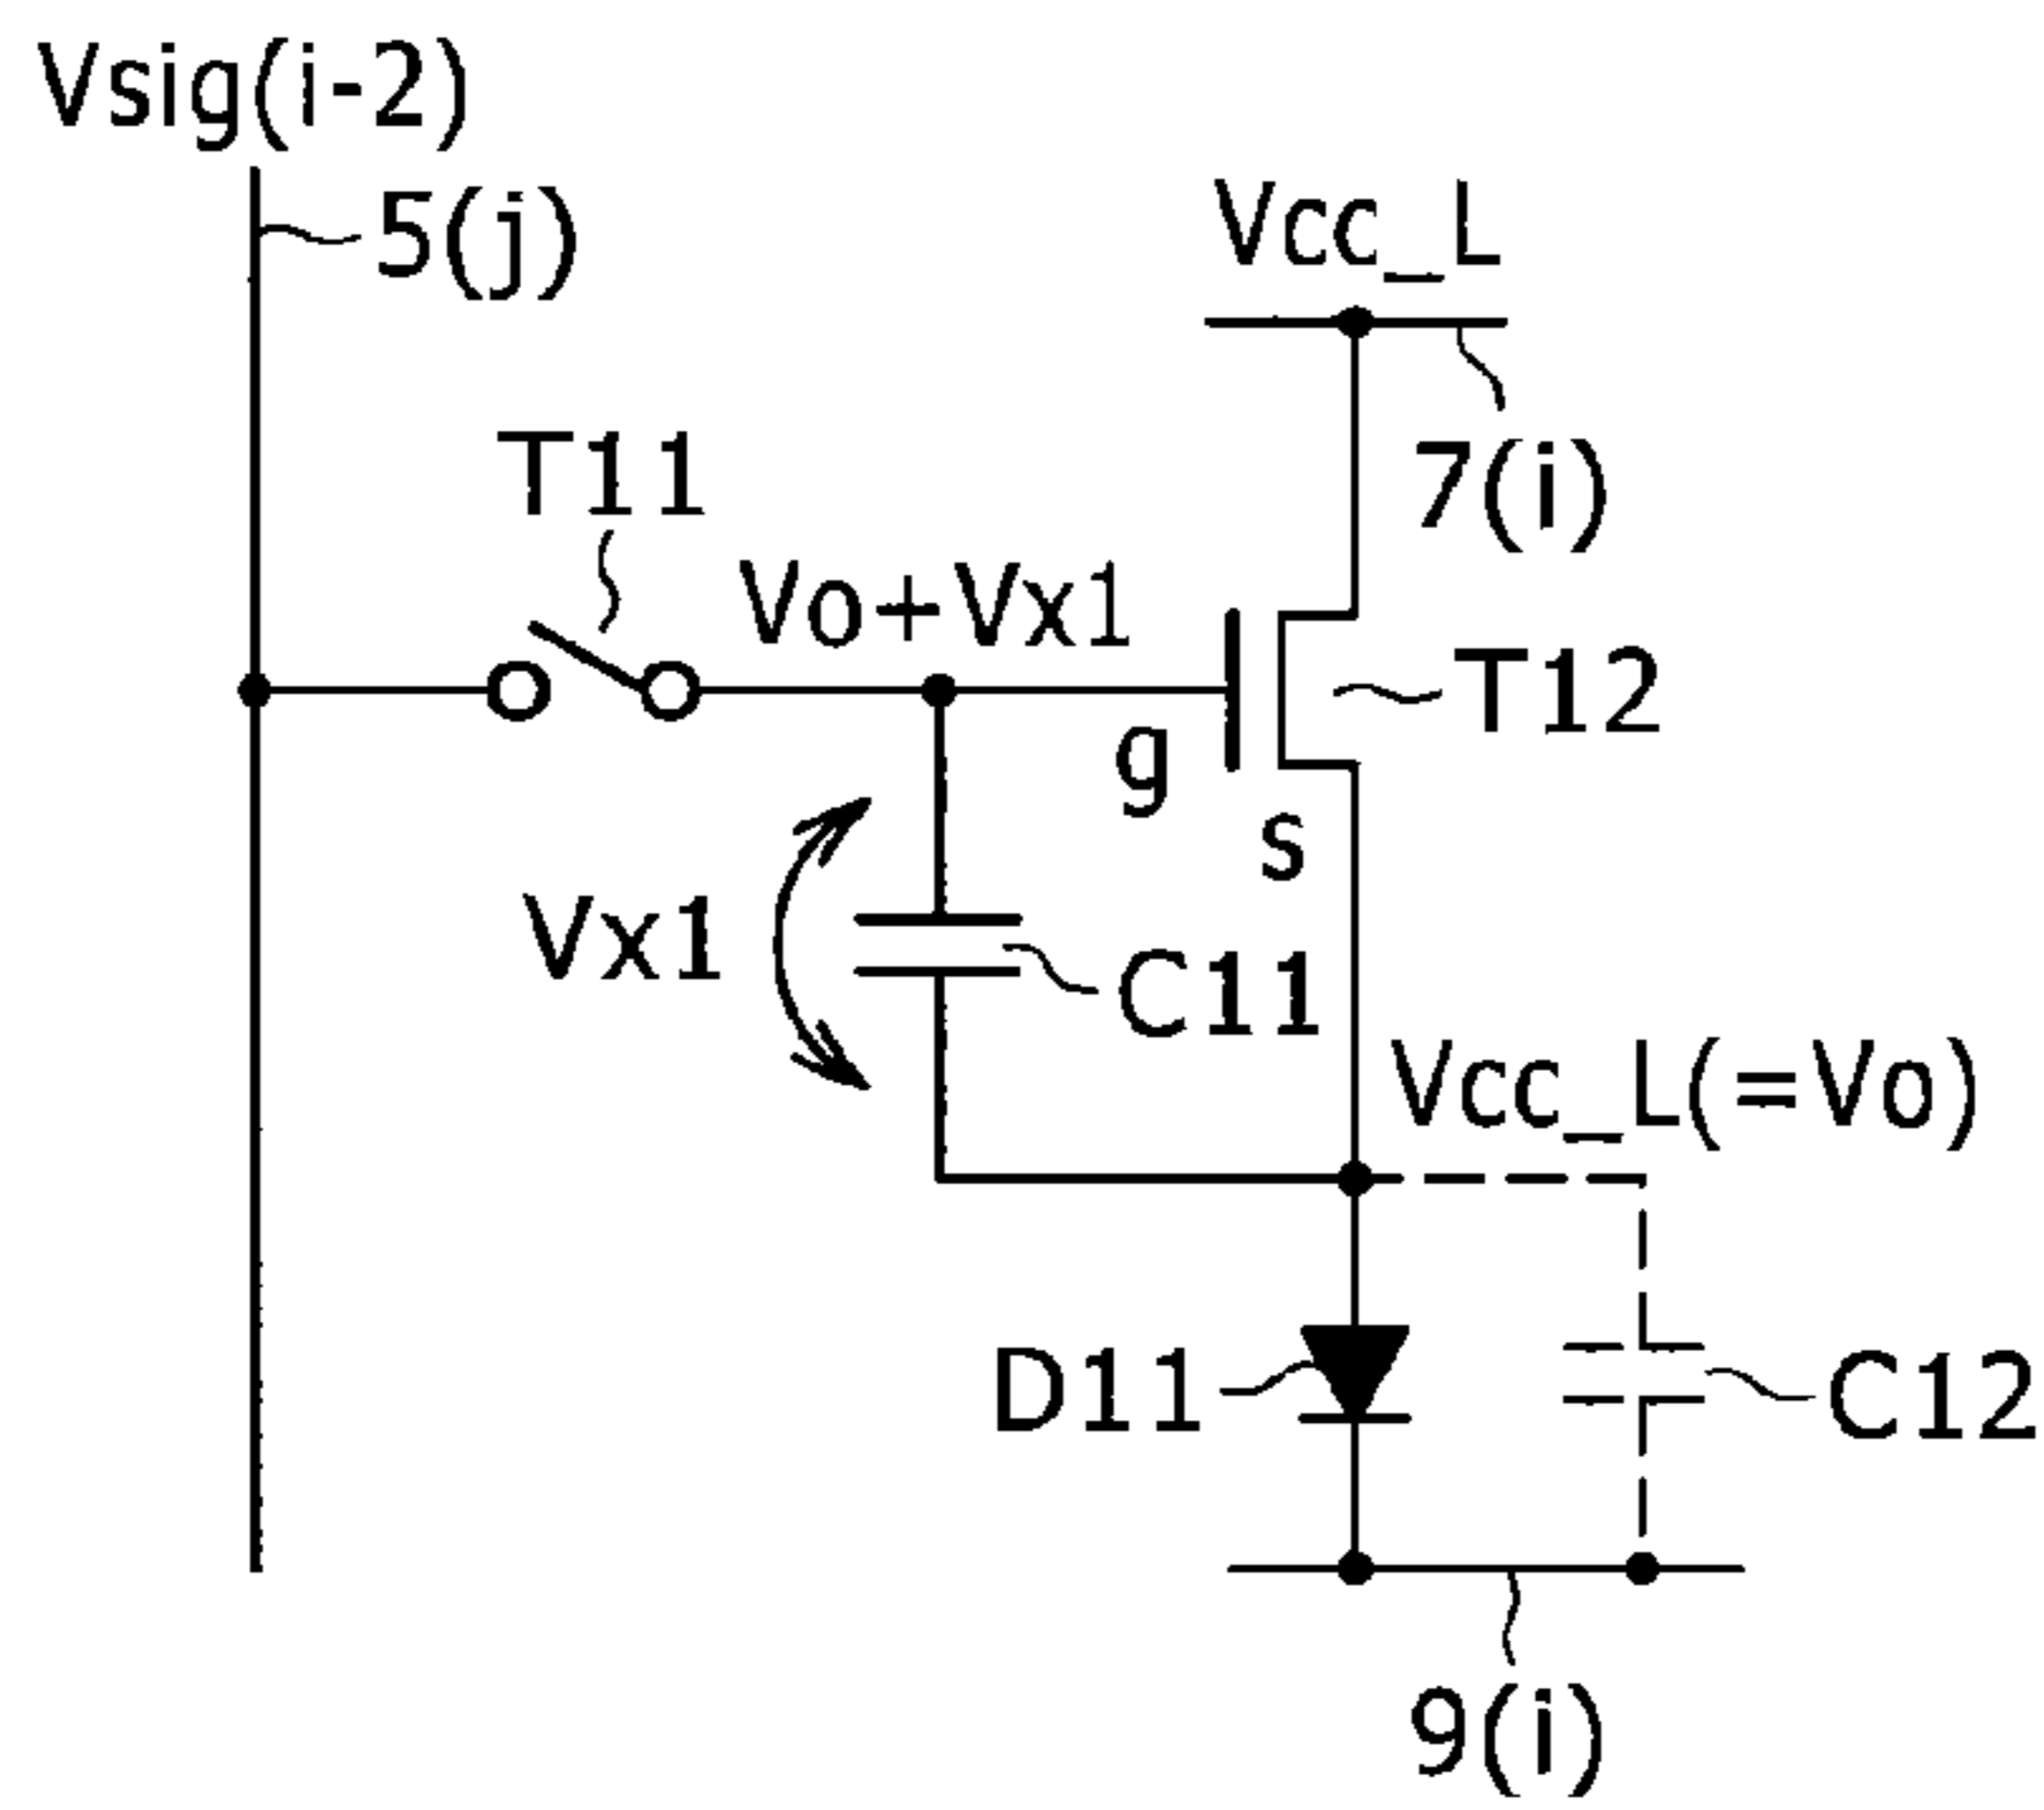 Vsig(i-2)
5(j)
Vcc_L
7(i)
T11
Vo+Vx1
T12
g
s
Vx1
C11
Vcc_L(=Vo)
D11
C12
9(i)